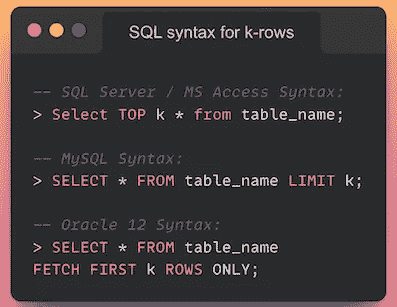 SQL syntax for k-rows
-- SQL Server / MS Access Syntax:
> Select TOP k * from table_name;
-- MySQL Syntax:
> SELECT * FROM table_name LIMIT k;
-- Oracle 12 Syntax:
> SELECT * FROM table_name
FETCH FIRST k ROWS ONLY;